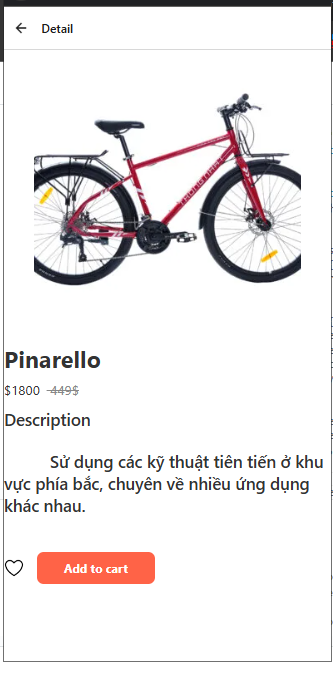 Detail
Pinarello
$1800 449$
Description
Sử dụng các kỹ thuật tiên tiến ở khu
vực phía bắc, chuyên về nhiều ứng dụng
khác nhau.
Add to cart